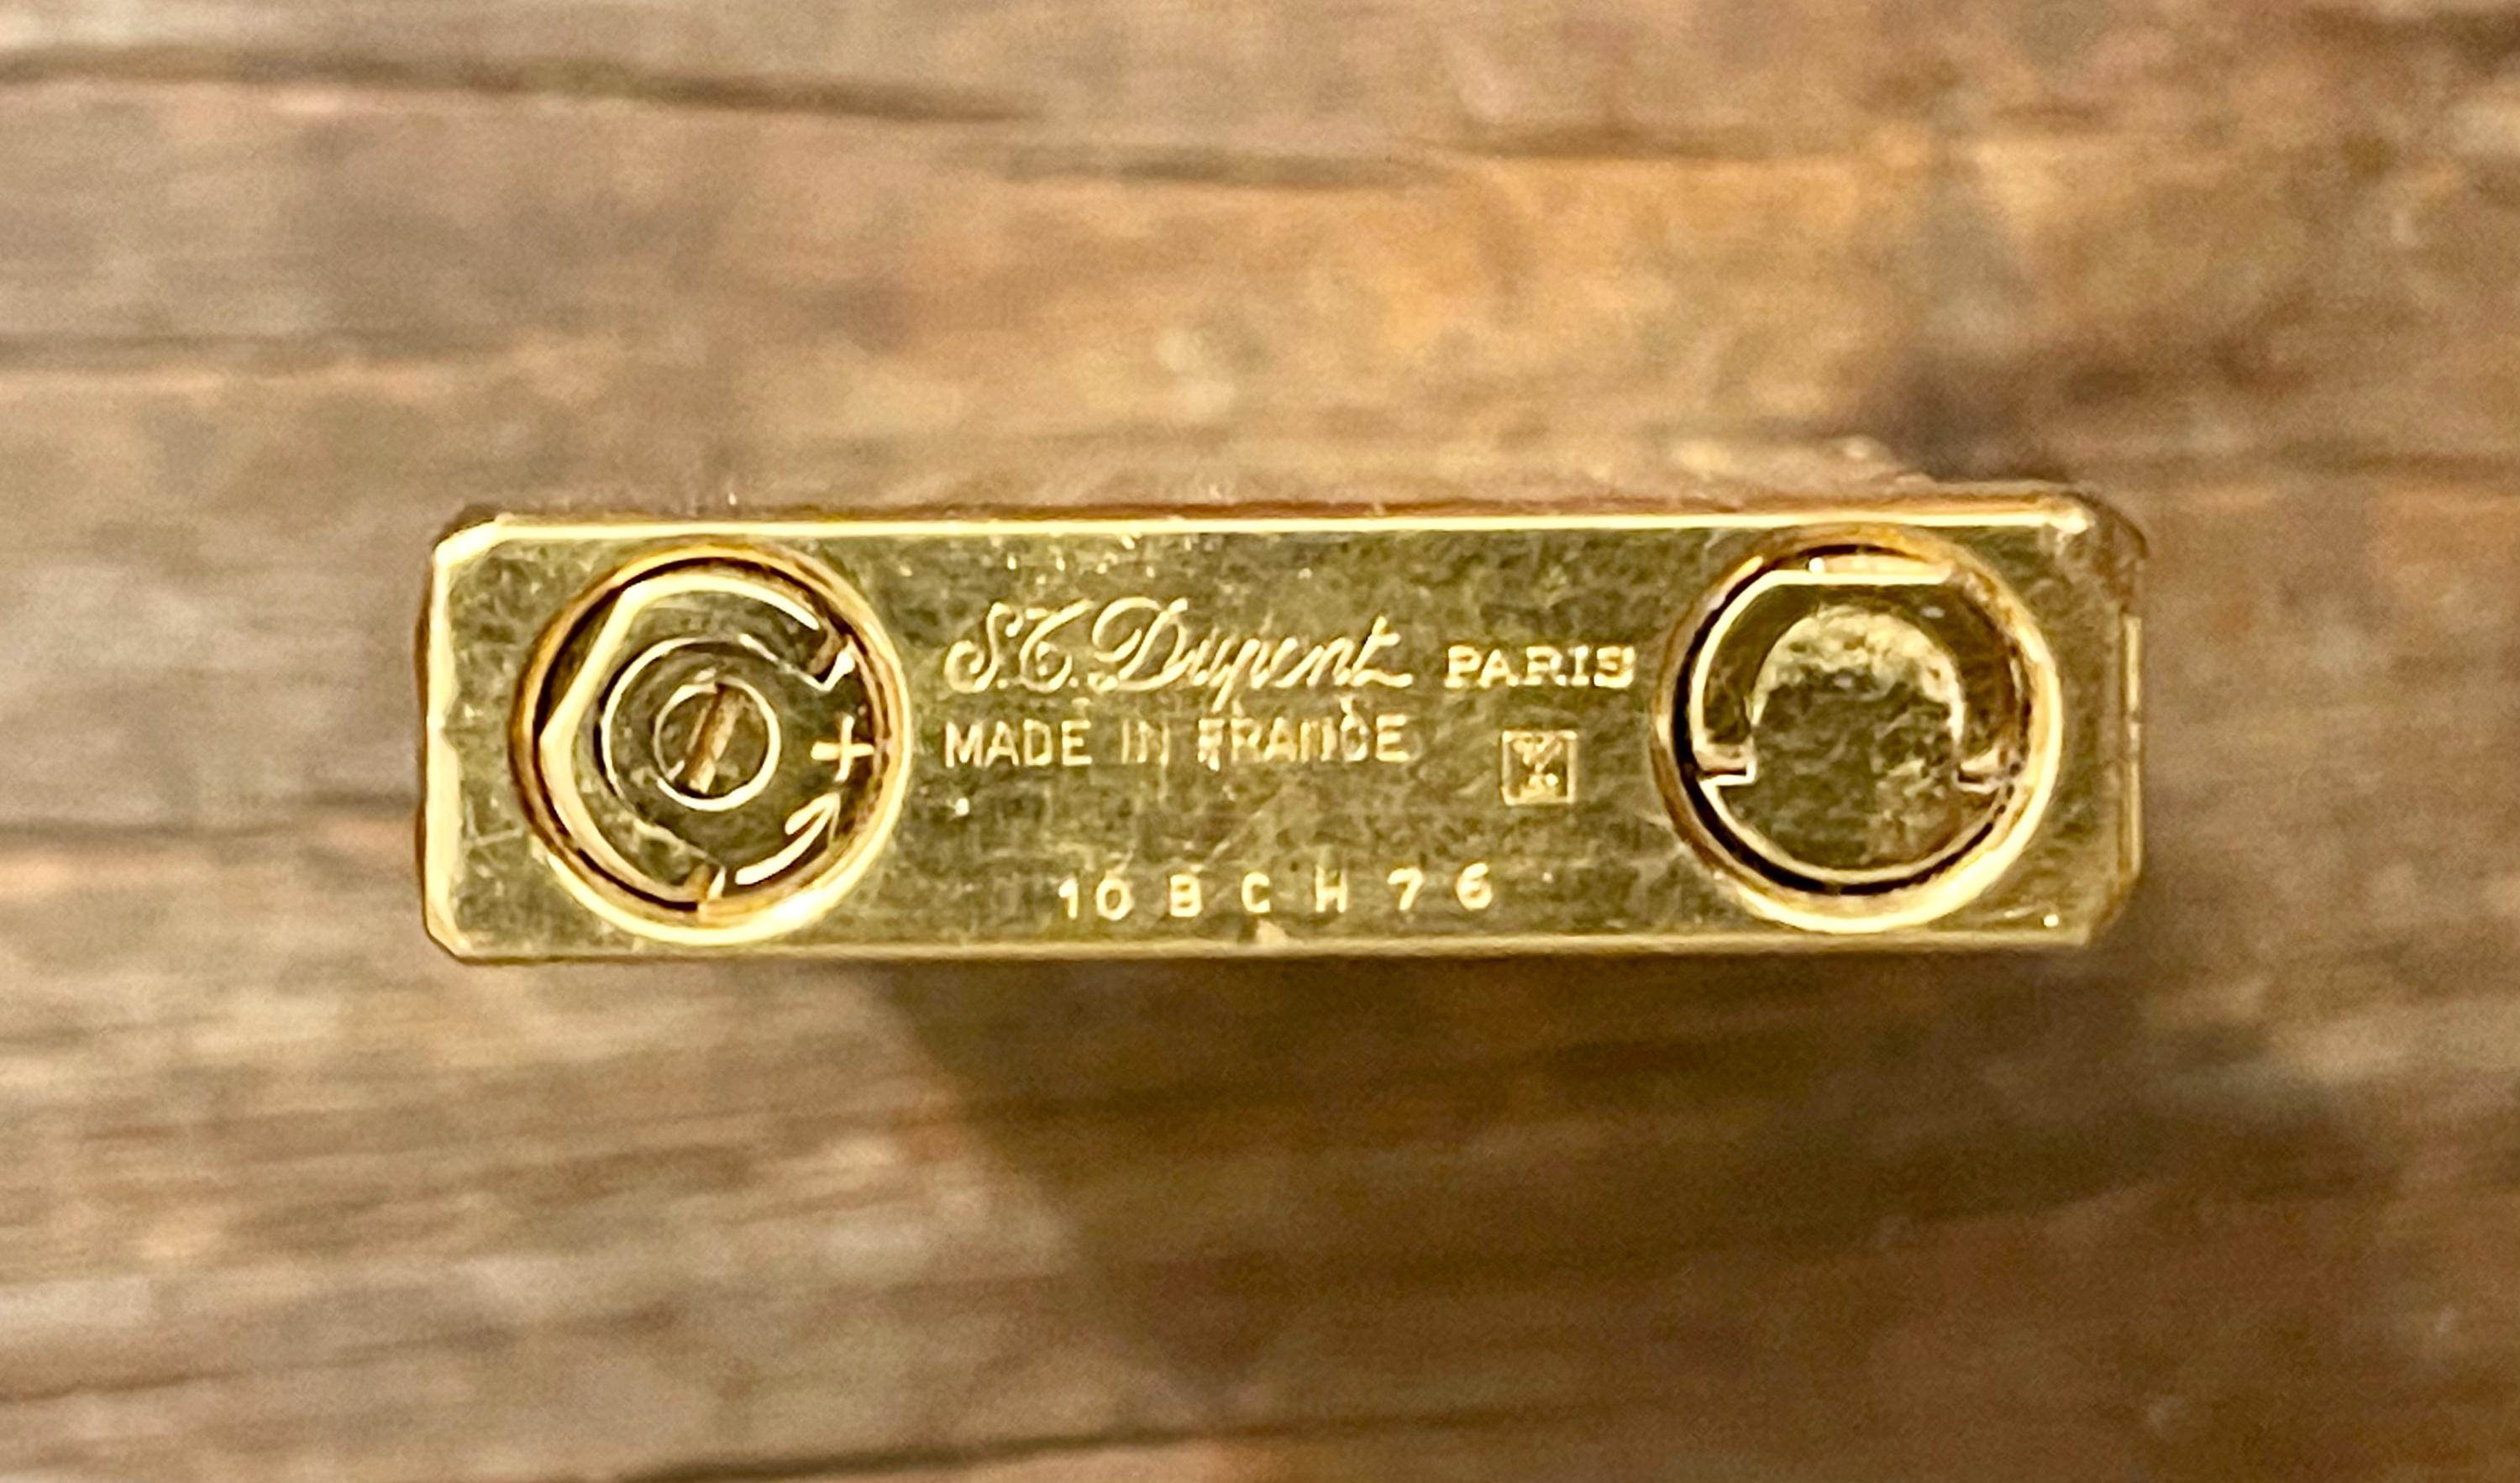 S.T. Dupont PARIS
MADE IN FRANCE
+
10BCH76